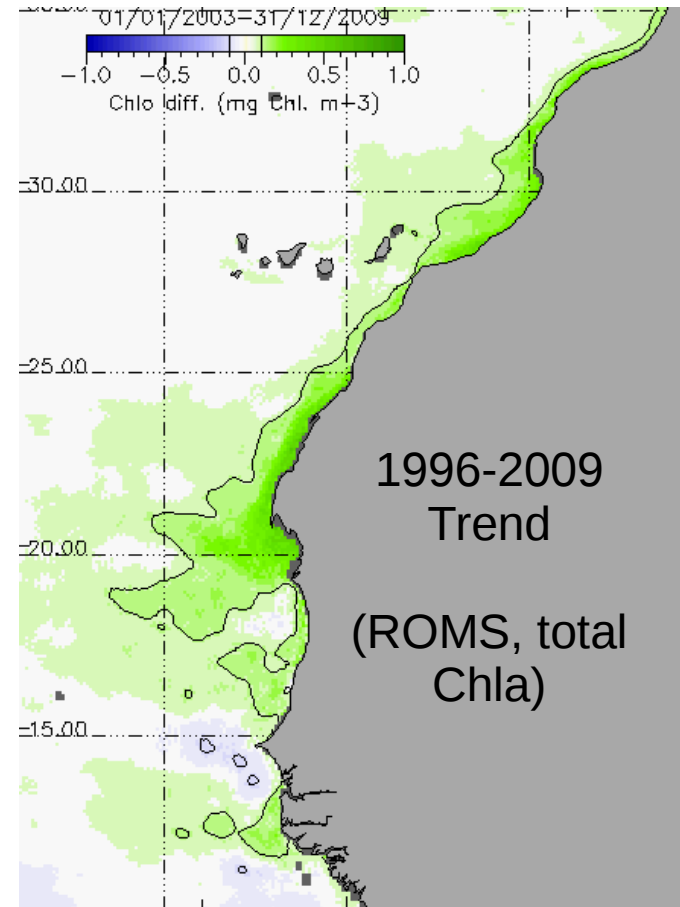 01/01/2003-31/12/2009
-1.0 -0.5 0.0 0.5 1.0
Chlo diff. (mg Chl. m+3)
30.00
25.00
1996-2009
Trend
20.00
(ROMS, total
Chla)
15.00